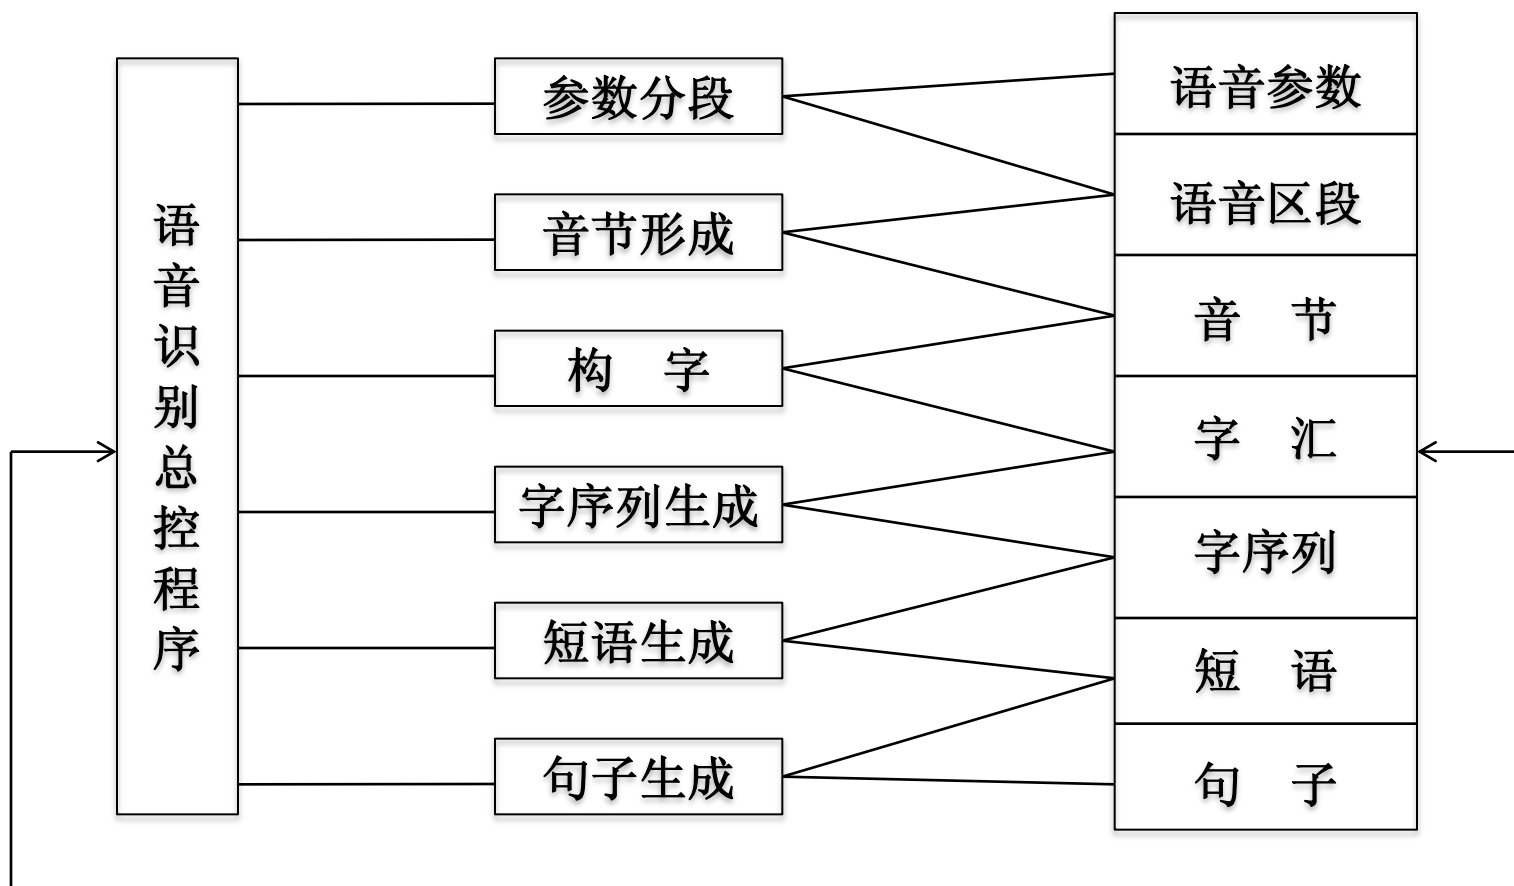 语音识别总控程序
参数分段
音节形成
构 字
字序列生成
短语生成
句子生成
语音参数
语音区段
音 节
字 汇
字序列
短 语
句 子